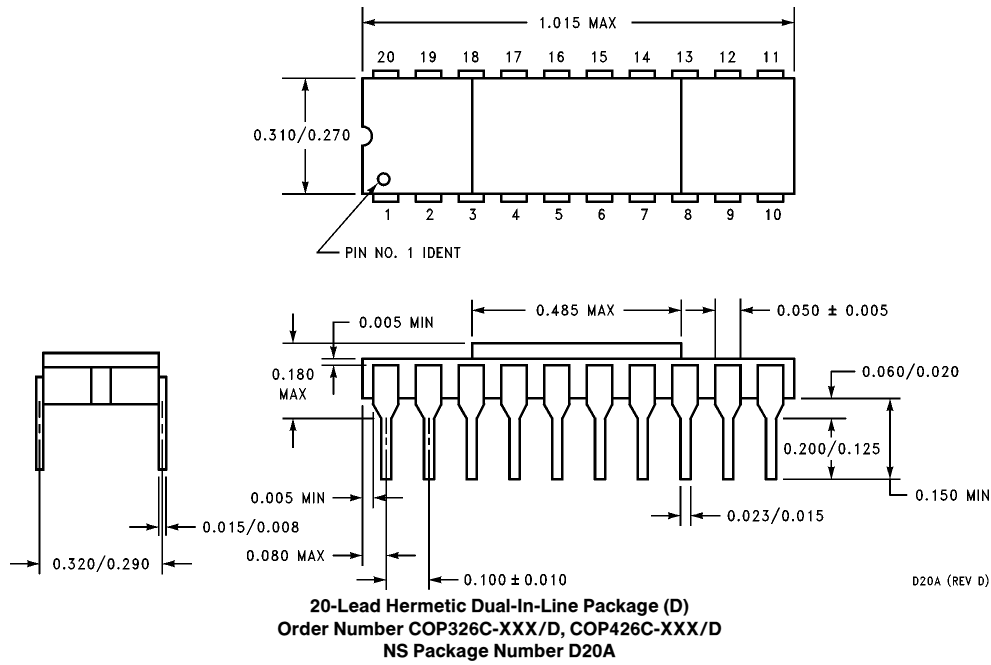 1.015 MAX
20 19 18 17 16 15 14 13 12 11
0.310/0.270
1 2 3 4 5 6 7 8 9 10
PIN NO. 1 IDENT
0.485 MAX
0.050 ± 0.005
0.005 MIN
0.180
MAX
0.060/0.020
0.200/0.125
0.005 MIN
0.150 MIN
0.023/0.015
0.015/0.008
0.080 MAX
0.320/0.290
0.100 ± 0.010
D20A (REV D)
20-Lead Hermetic Dual-In-Line Package (D)
Order Number COP326C-XXX/D, COP426C-XXX/D
NS Package Number D20A